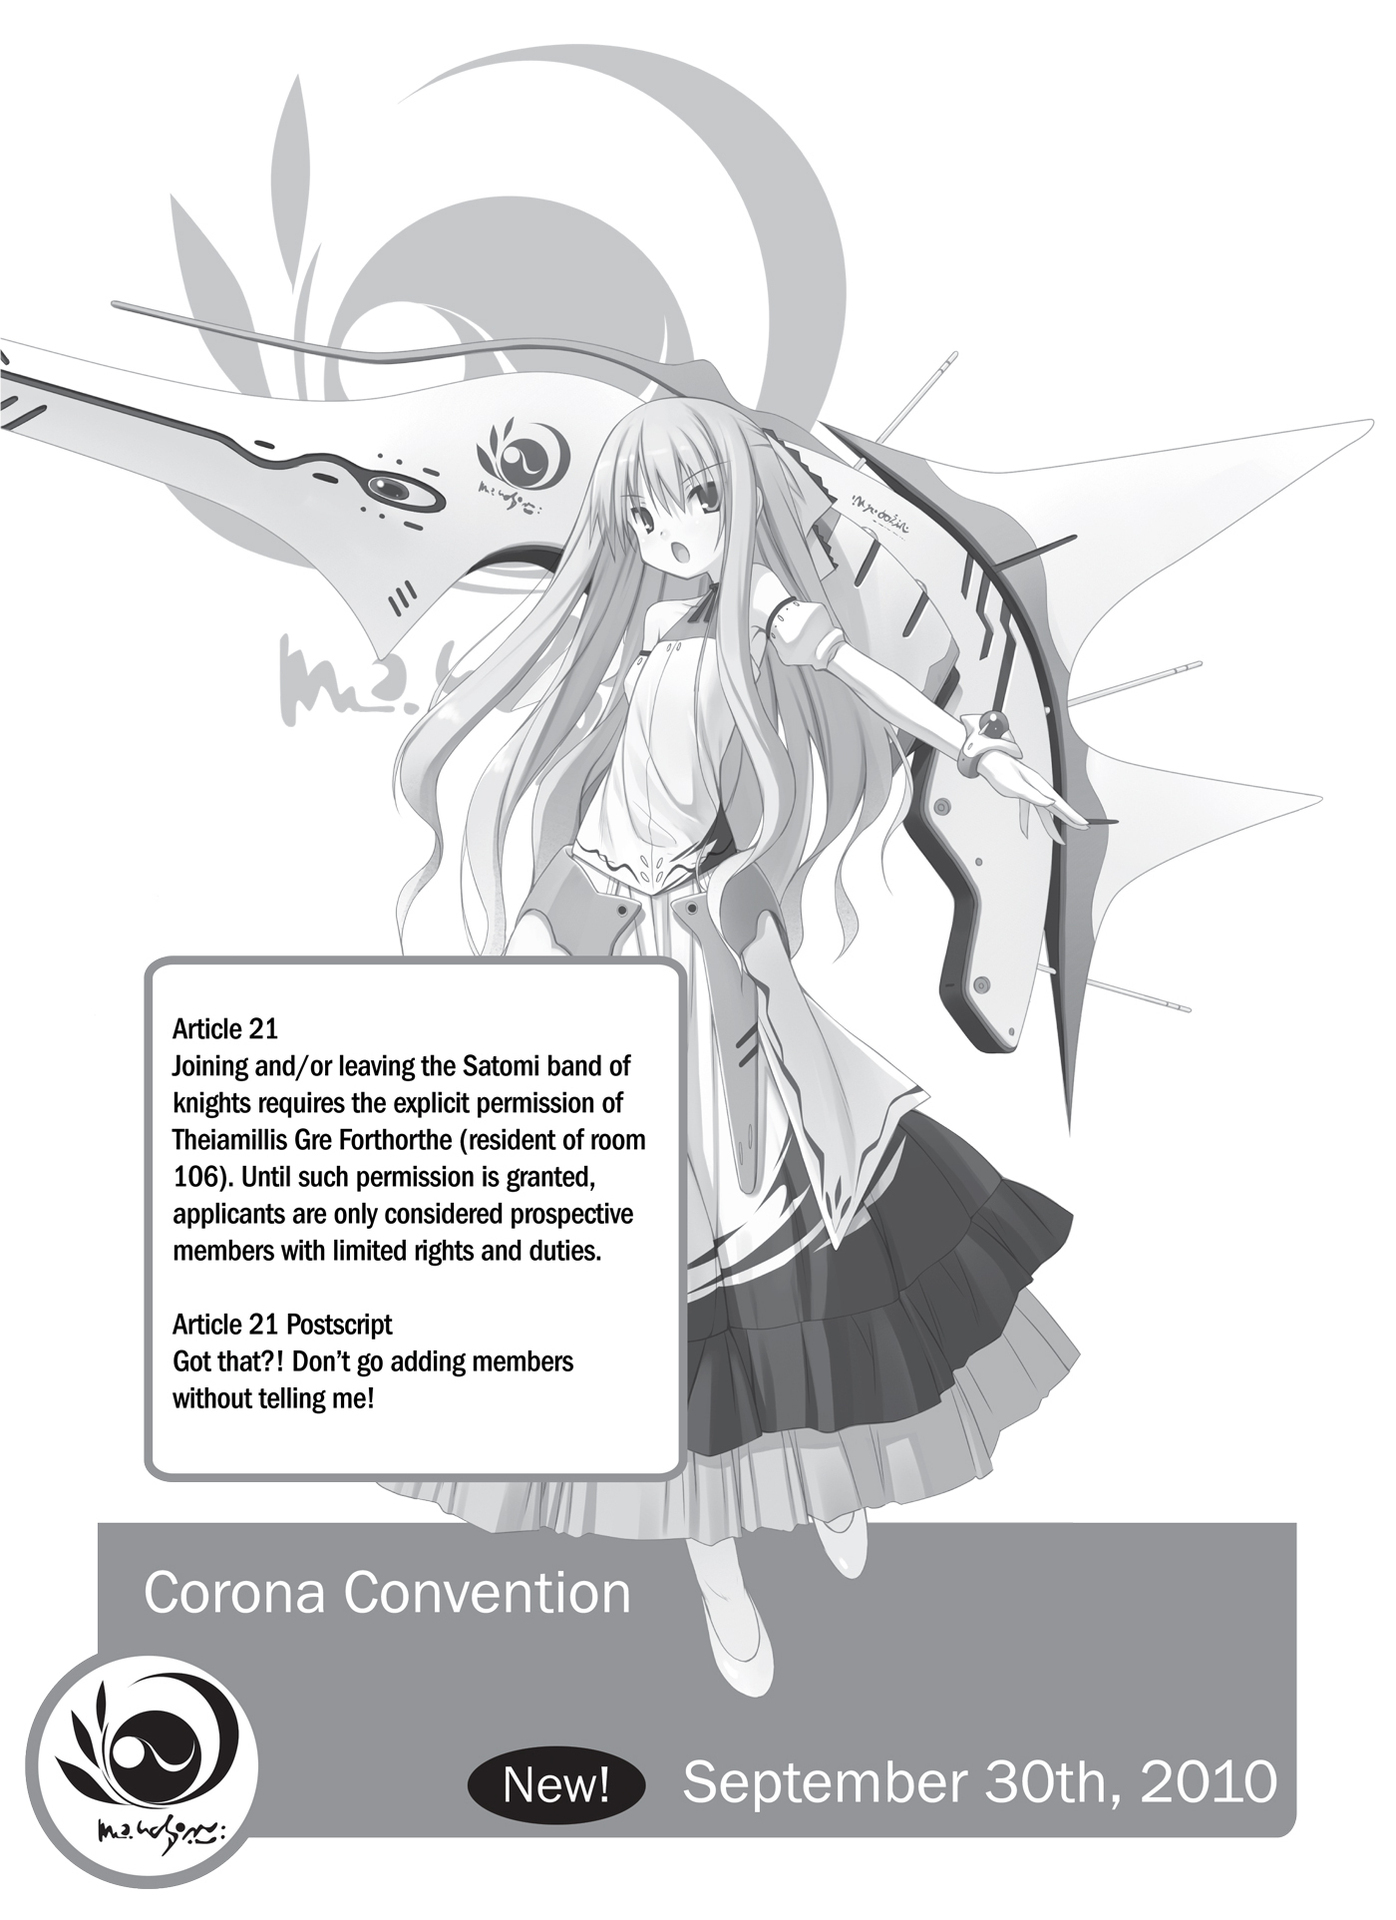 Article 21
Joining and/or leaving the Satomi band of
knights requires the explicit permission of
Theiamillis Gre Forthorthe (resident of room
106). Until such permission is granted,
applicants are only considered prospective
members with limited rights and duties.
Article 21 Postscript
Got that?! Don’t go adding members
without telling me!
Corona Convention
New! September 30th, 2010